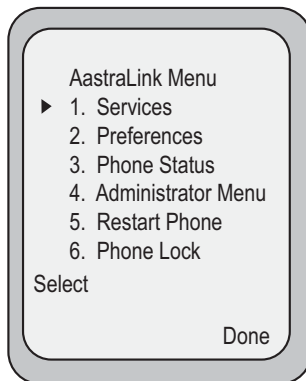 AastraLink Menu
1. Services
2. Preferences
3. Phone Status
4. Administrator Menu
5. Restart Phone
6. Phone Lock
Select
Done